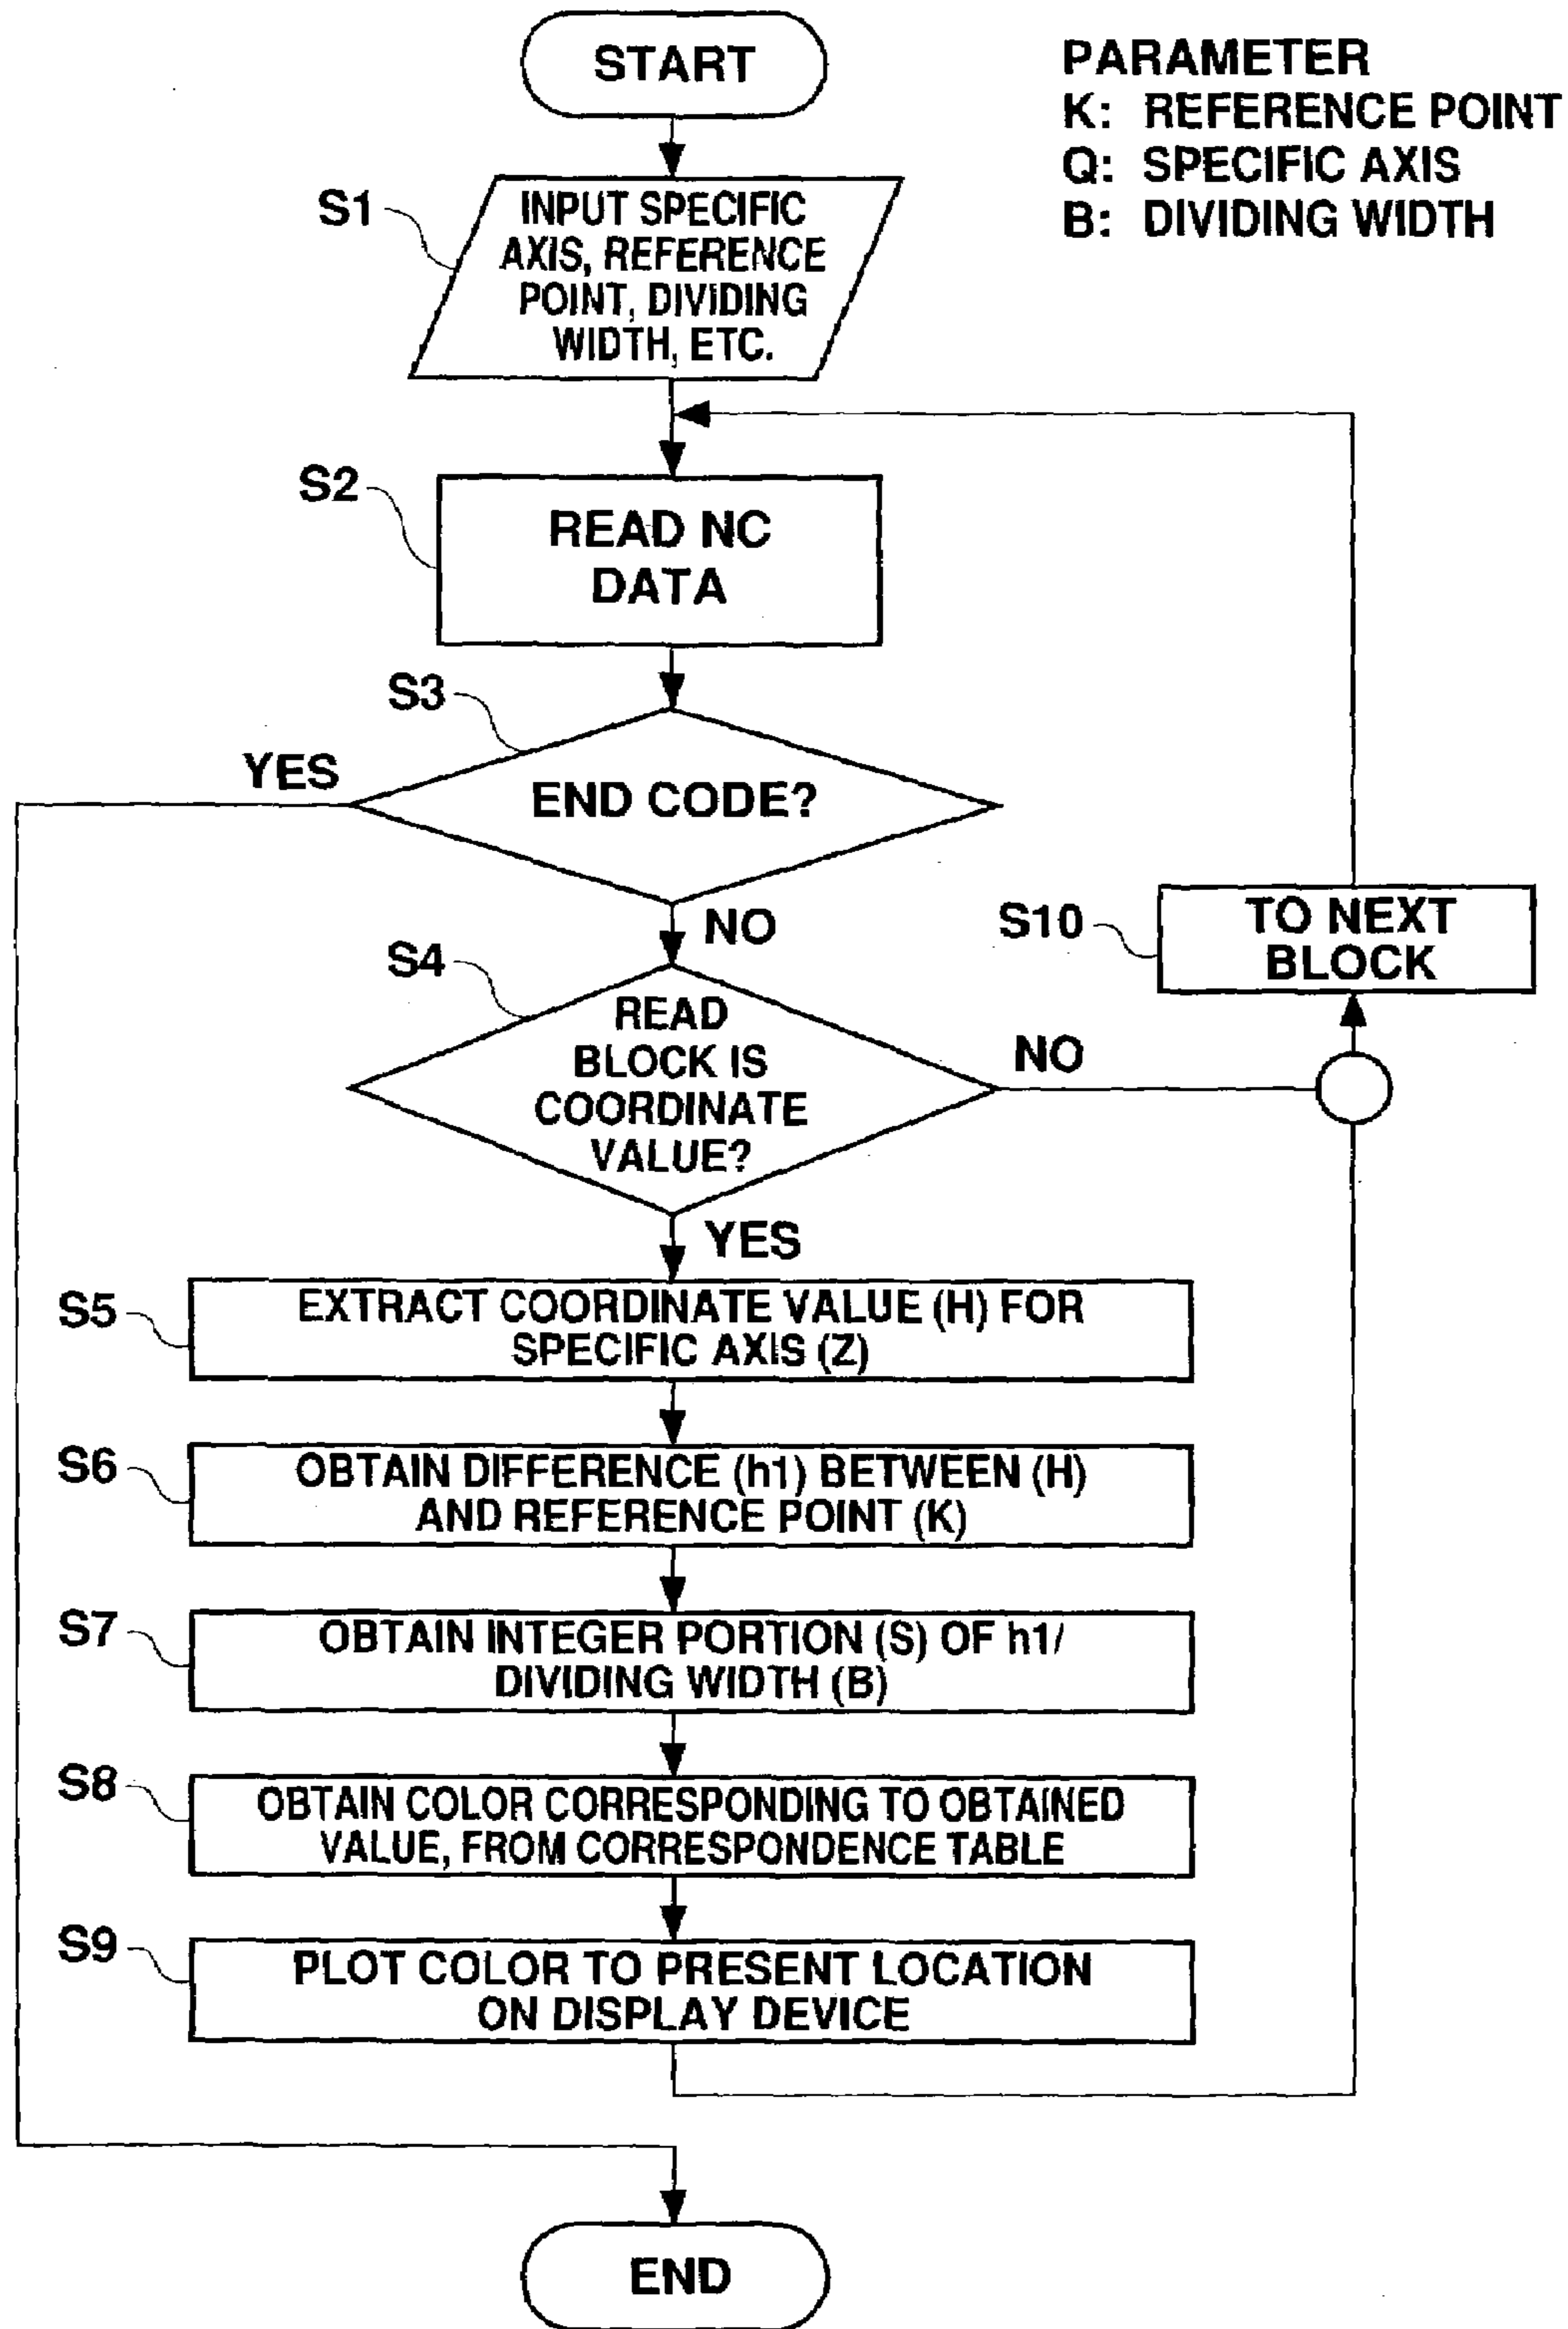 START
PARAMETER
K: REFERENCE POINT
Q: SPECIFIC AXIS
B: DIVIDING WIDTH
S1
INPUT SPECIFIC
AXIS, REFERENCE
POINT, DIVIDING
WIDTH, ETC.
S2
READ NC
DATA
S3
YES
END CODE?
NO
S10
TO NEXT
BLOCK
S4
READ
BLOCK IS
COORDINATE
VALUE?
NO
YES
S5
EXTRACT COORDINATE VALUE (H) FOR
SPECIFIC AXIS (Z)
S6
OBTAIN DIFFERENCE (h1) BETWEEN (H)
AND REFERENCE POINT (K)
S7
OBTAIN INTEGER PORTION (S) OF h1/
DIVIDING WIDTH (B)
S8
OBTAIN COLOR CORRESPONDING TO OBTAINED
VALUE, FROM CORRESPONDENCE TABLE
S9
PLOT COLOR TO PRESENT LOCATION
ON DISPLAY DEVICE
END